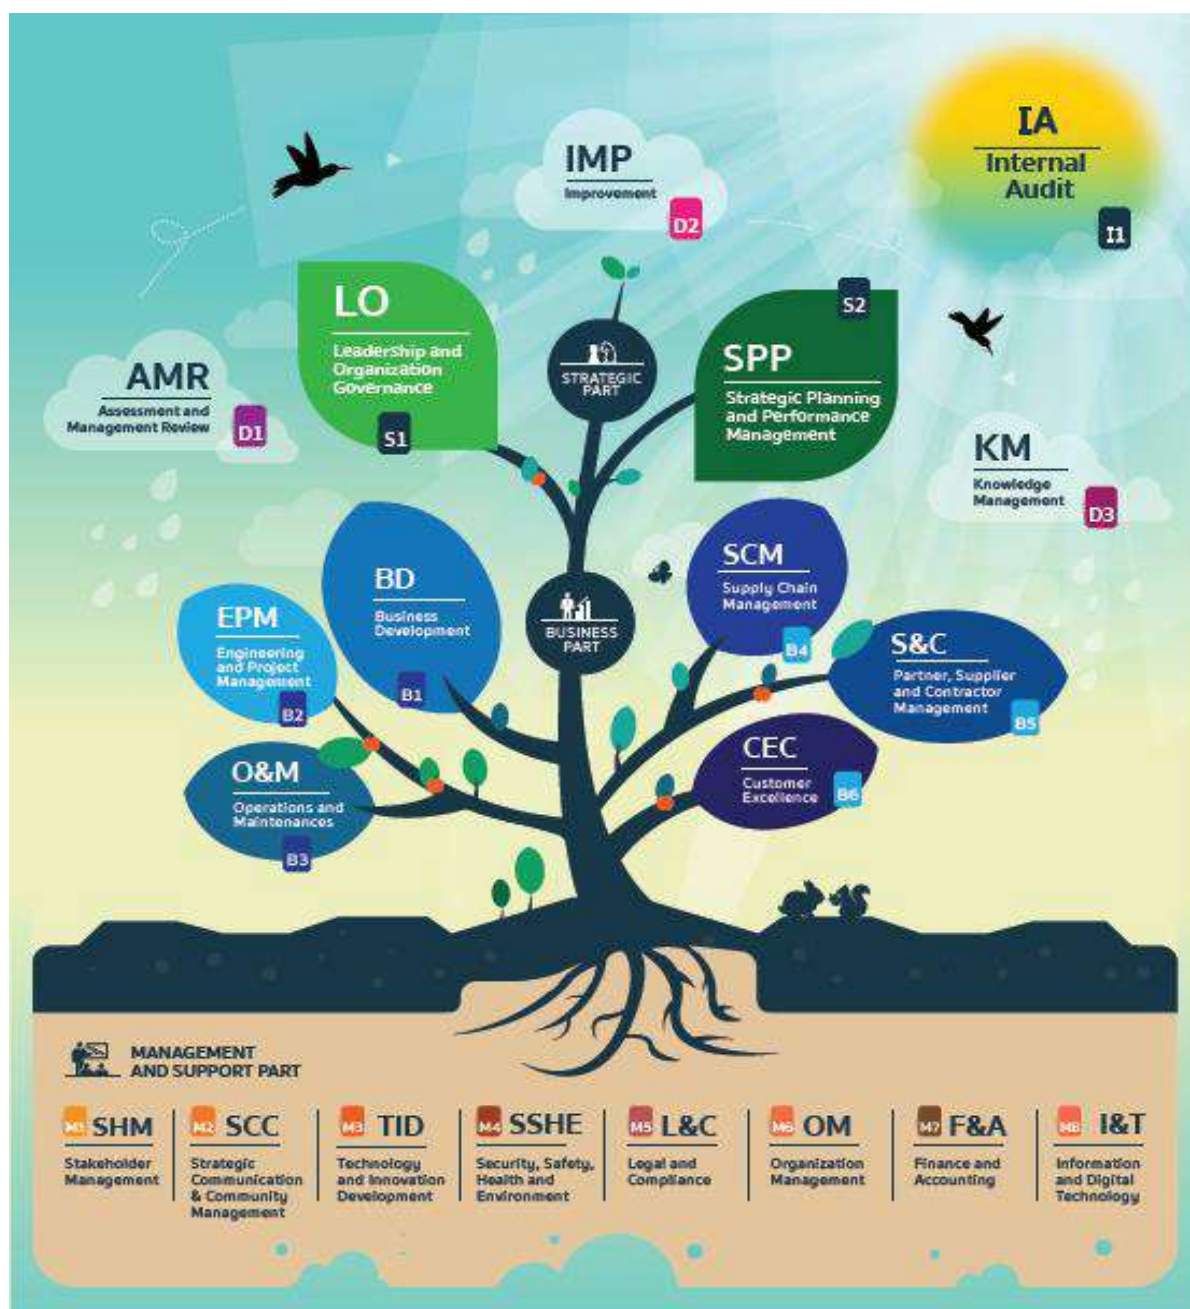 IA
Internal
Audit
I1
IMP
Improvement
D2
LO
Leadership and
Organization
Governance
S1
STRATEGIC
PART
S2
SPP
Strategic Planning
and Performance
Management
AMR
Assessment and
Management Review
D1
KM
Knowledge
Management
D3
BD
Business
Development
B1
SCM
Supply Chain
Management
B4
EPM
Engineering
and Project
Management
B2
BUSINESS
PART
S&C
Partner, Supplier
and Contractor
Management
B5
O&M
Operations and
Maintenances
B3
CEC
Customer
Excellence
B6
MANAGEMENT
AND SUPPORT PART
M1 SHM
Stakeholder
Management
M2 SCC
Strategic
Communication
& Community
Management
M3 TID
Technology
and Innovation
Development
M4 SSHE
Security, Safety,
Health and
Environment
M5 L&C
Legal and
Compliance
M6 OM
Organization
Management
M7 F&A
Finance and
Accounting
M8 I&T
Information
and Digital
Technology